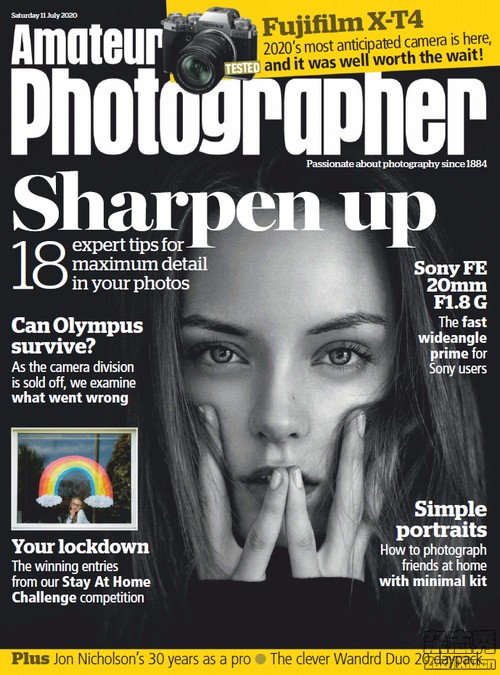 Saturday 11 July 2020
Amateur
Photographer
Passionate about photography since 1884
Fujifilm X-T4
2020's most anticipated camera is here,
and it was well worth the wait!
TESTED
Sharpen up
18 expert tips for
maximum detail
in your photos
Can Olympus
survive?
As the camera division
is sold off, we examine
what went wrong
Your lockdown
The winning entries
from our Stay At Home
Challenge competition
Sony FE
20mm
F1.8 G
The fast
wideangle
prime for
Sony users
Simple
portraits
How to photograph
friends at home
with minimal kit
Plus Jon Nicholson's 30 years as a pro ● The clever Wandrd Duo 20 daypack